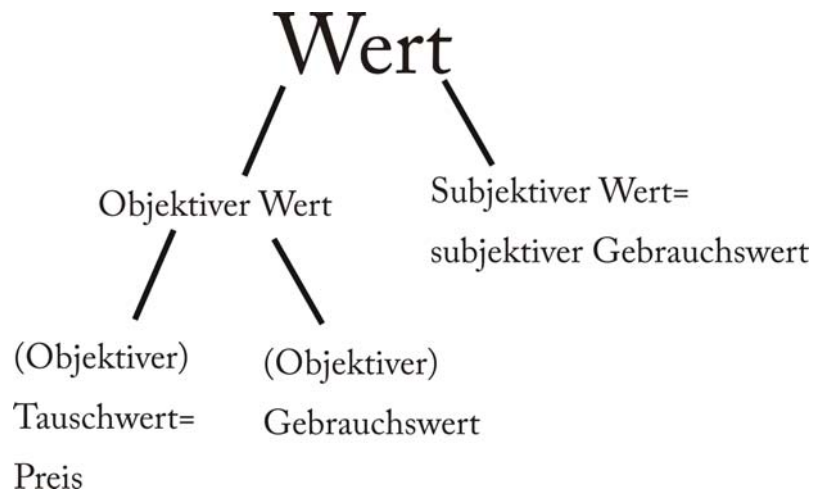 Wert
Objektiver Wert
Subjektiver Wert=
subjektiver Gebrauchswert
(Objektiver)
Tauschwert=
Preis
(Objektiver)
Gebrauchswert